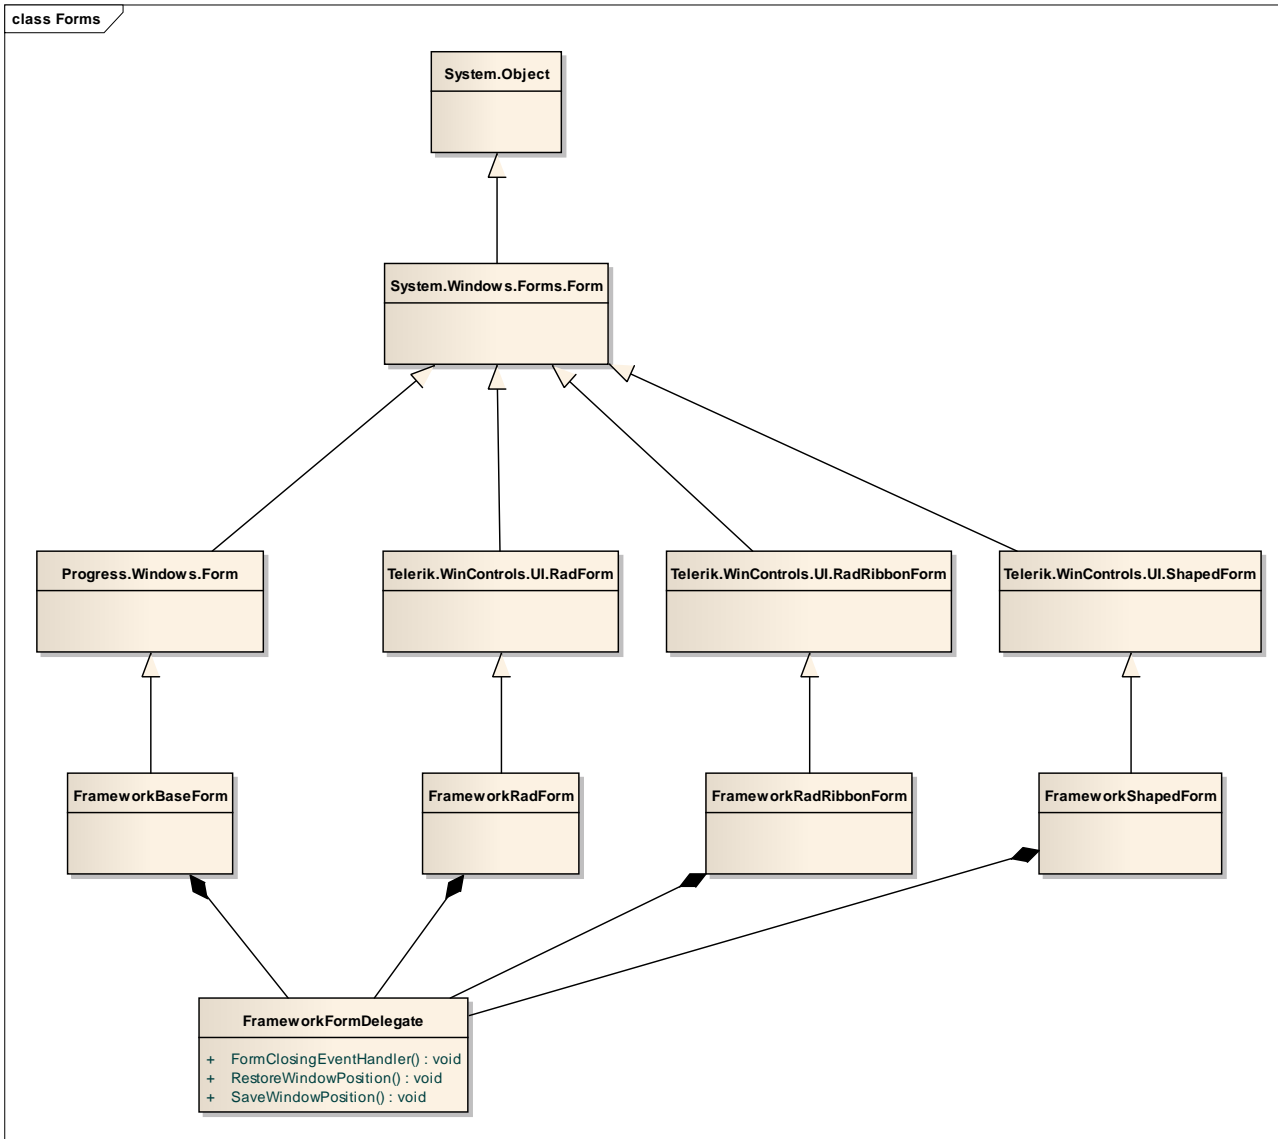 class Forms
System.Object
System.Windows.Forms.Form
Progress.Windows.Form
Telerik.WinControls.UI.RadForm
Telerik.WinControls.UI.RadRibbonForm
Telerik.WinControls.UI.ShapedForm
FrameworkBaseForm
FrameworkRadForm
FrameworkRadRibbonForm
FrameworkShapedForm
FrameworkFormDelegate
+ FormClosingEventHandler() : void
+ RestoreWindowPosition() : void
+ SaveWindowPosition() : void